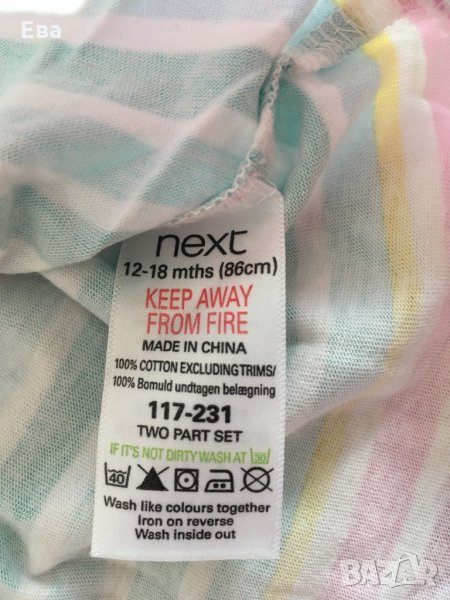 Ева
next
12-18 mths (86cm)
KEEP AWAY
FROM FIRE
MADE IN CHINA
100% COTTON EXCLUDING TRIMS/
100% Bomuld undtagen belægning
117-231
TWO PART SET
IF IT'S NOT DIRTY WASH AT 30
40
Wash like colours together
Iron on reverse
Wash inside out
BAZAR